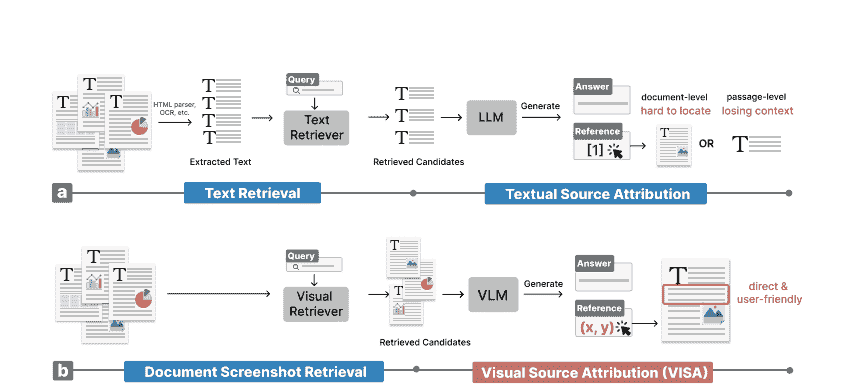 T
T
T
HTML parser,
OCR, etc.
T
T
T
T
Extracted Text
Query
Text
Retriever
T
T
T
Retrieved Candidates
LLM
Generate
Answer
Reference
[1]
document-level
hard to locate
T
OR
passage-level
losing context
T
a
Text Retrieval
Textual Source Attribution
T
T
T
Query
Visual
Retriever
T
T
Retrieved Candidates
VLM
Generate
Answer
Reference
(x, y)
T
direct &
user-friendly
b
Document Screenshot Retrieval
Visual Source Attribution (VISA)